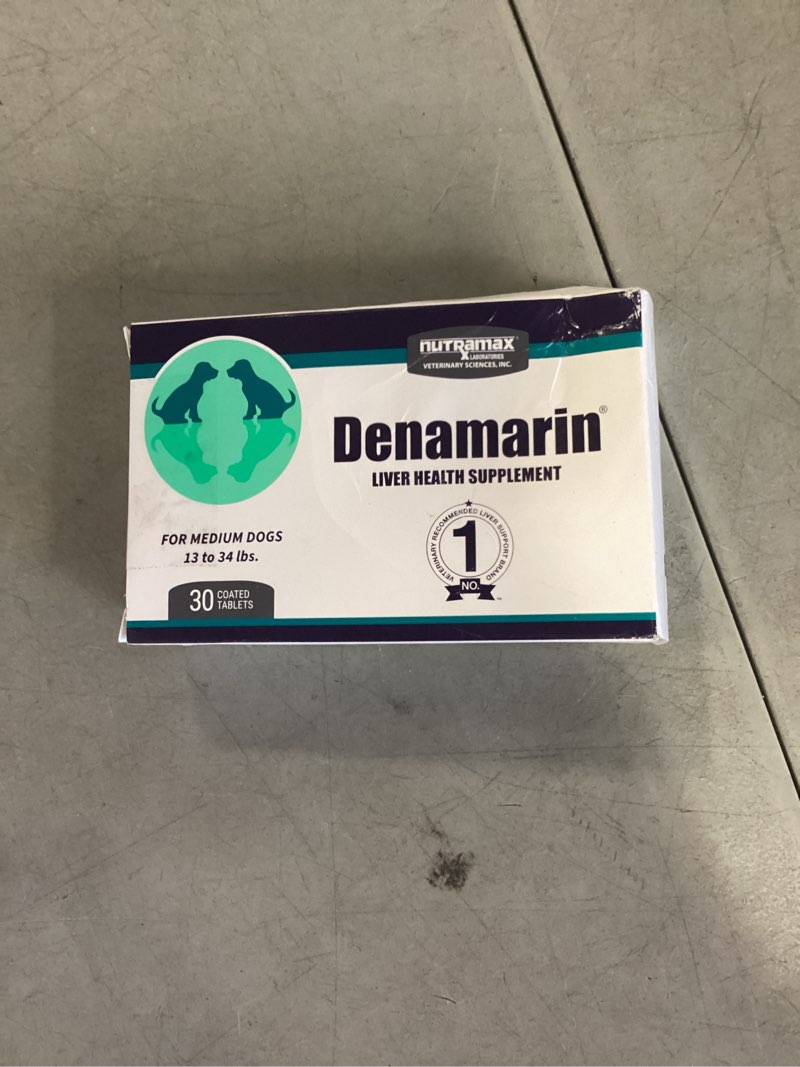 nutramax
LABORATORIES
VETERINARY SCIENCES, INC.
Denamarin®
LIVER HEALTH SUPPLEMENT
VETERINARY RECOMMENDED LIVER SUPPORT BRAND
1
NO.
™
FOR MEDIUM DOGS
13 to 34 lbs.
30 COATED
TABLETS